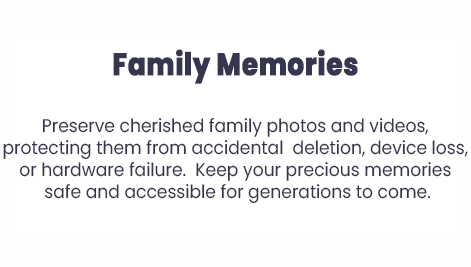 Family Memories
Preserve cherished family photos and videos,
protecting them from accidental  deletion, device loss,
or hardware failure.  Keep your precious memories
safe and accessible for generations to come.